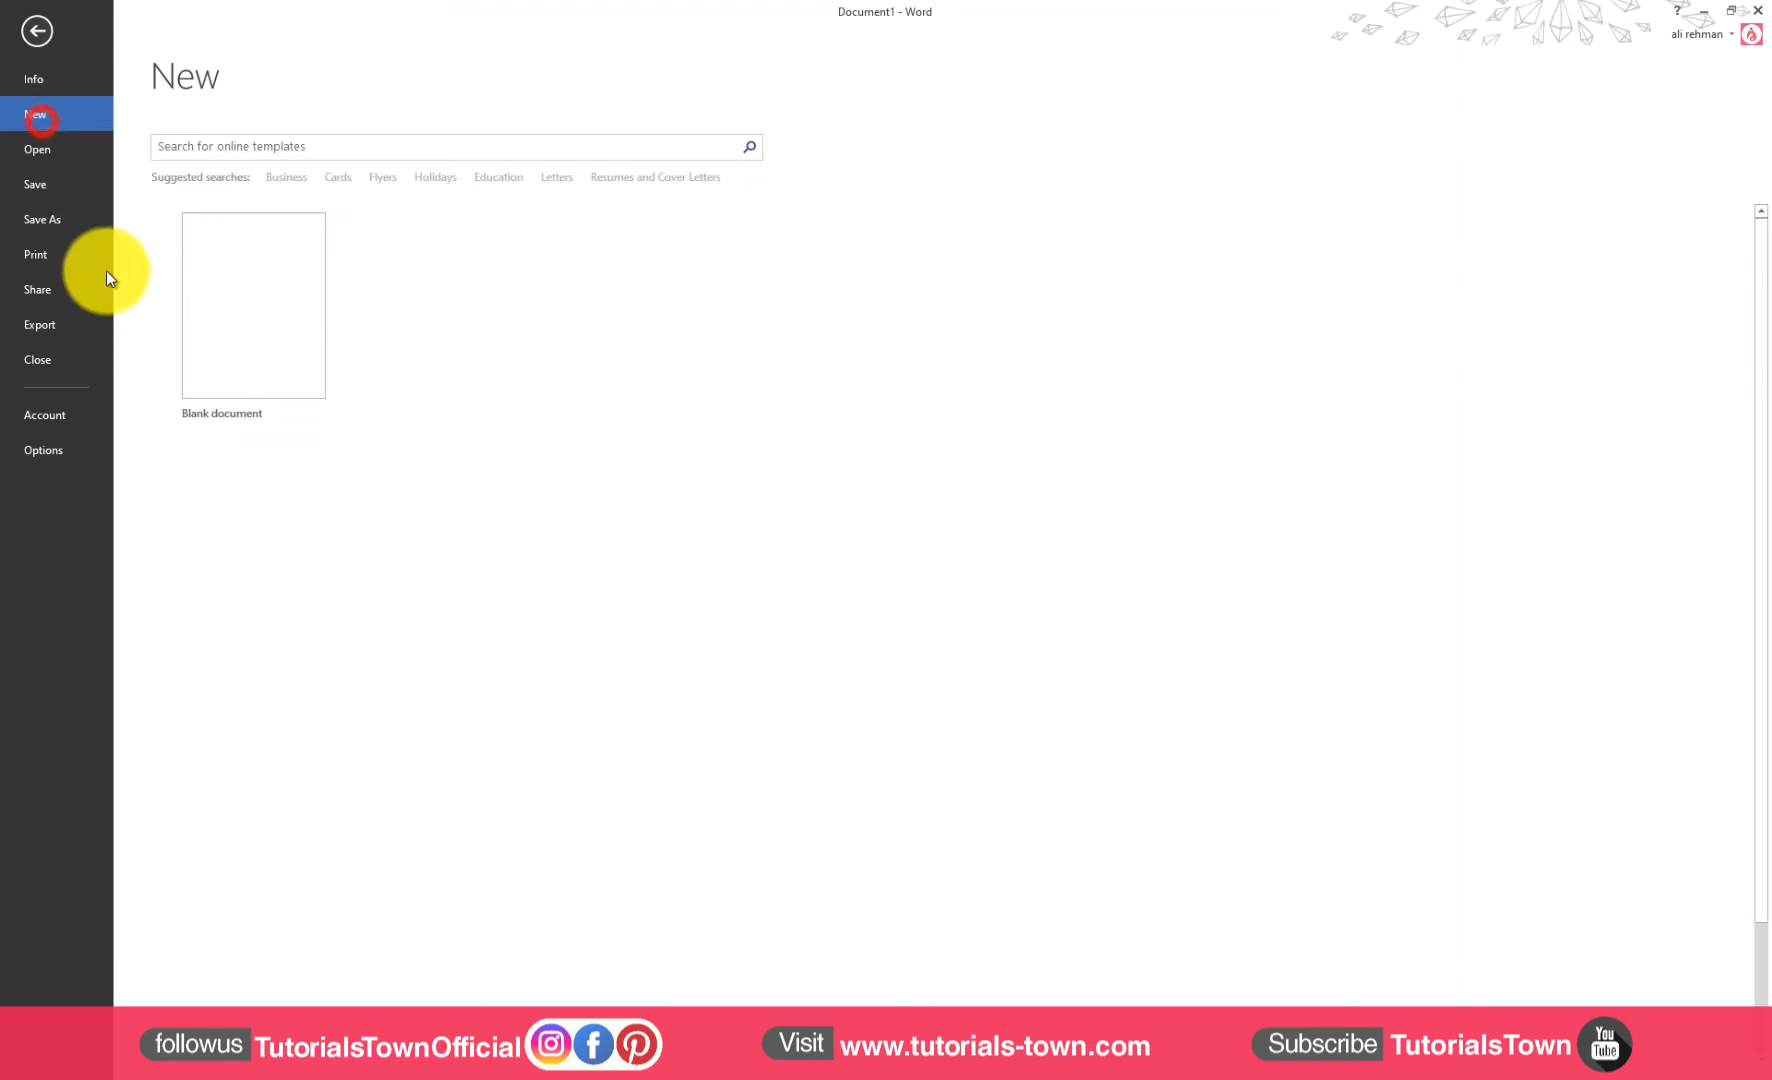 Document1 - Word
?
ali rehman
Info
New
Open
Save
Save As
Print
Share
Export
Close
Account
Options
New
Search for online templates
Suggested searches: Business Cards Flyers Holidays Education Letters Resumes and Cover Letters
Blank document
followus TutorialsTownOfficial
Visit www.tutorials-town.com
Subscribe TutorialsTown You Tube